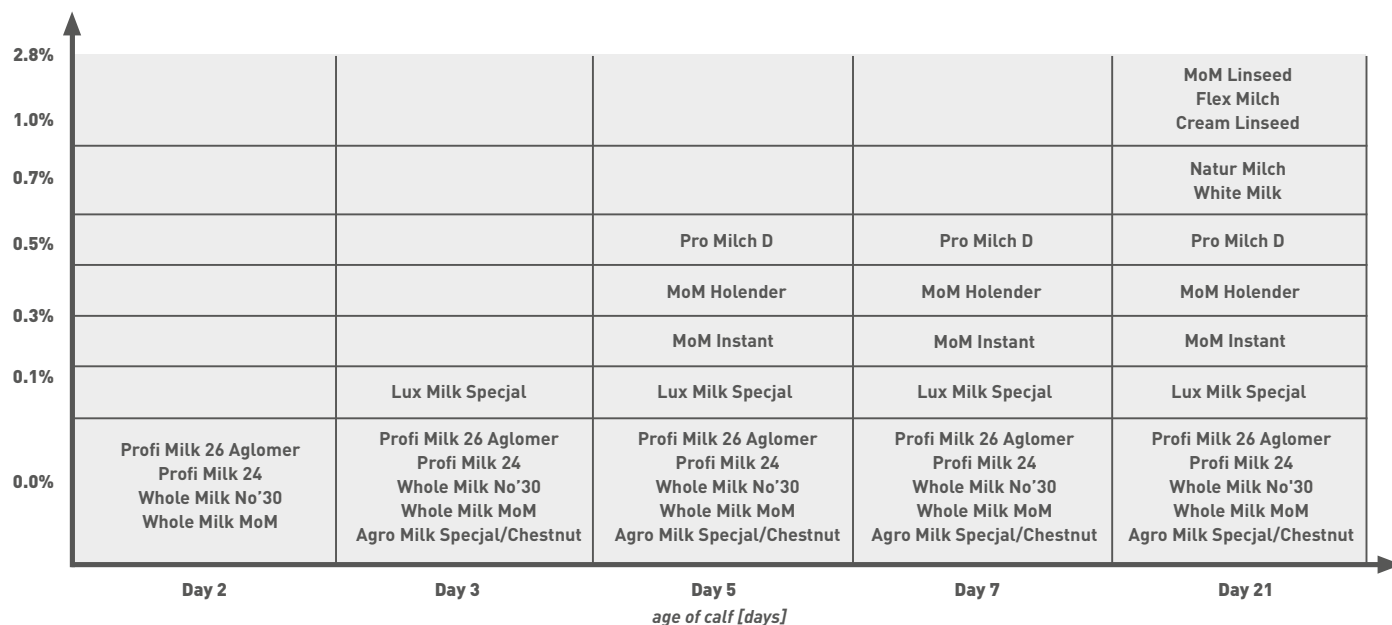 2.8%
MoM Linseed
Flex Milch
1.0%
Cream Linseed
0.7%
Natur Milch
White Milk
0.5%
Pro Milch D
Pro Milch D
Pro Milch D
MoM Holender
MoM Holender
MoM Holender
0.3%
MoM Instant
MoM Instant
MoM Instant
0.1%
Lux Milk Specjal
Lux Milk Specjal
Lux Milk Specjal
Lux Milk Specjal
0.0%
Profi Milk 26 Aglomer
Profi Milk 24
Whole Milk No’30
Whole Milk MoM
Profi Milk 26 Aglomer
Profi Milk 24
Whole Milk No’30
Whole Milk MoM
Agro Milk Specjal/Chestnut
Profi Milk 26 Aglomer
Profi Milk 24
Whole Milk No’30
Whole Milk MoM
Agro Milk Specjal/Chestnut
Profi Milk 26 Aglomer
Profi Milk 24
Whole Milk No’30
Whole Milk MoM
Agro Milk Specjal/Chestnut
Profi Milk 26 Aglomer
Profi Milk 24
Whole Milk No'30
Whole Milk MoM
Agro Milk Specjal/Chestnut
Day 2
Day 3
Day 5
Day 7
Day 21
age of calf [days]